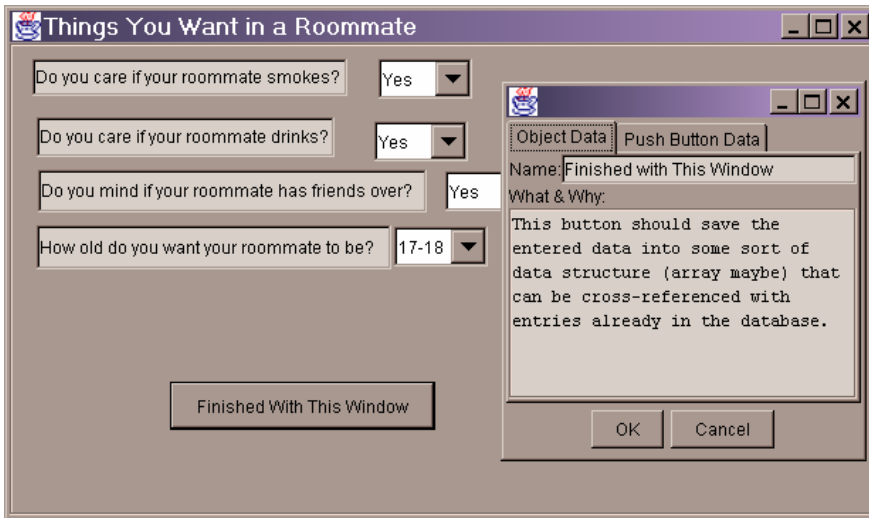 Things You Want in a Roommate
Do you care if your roommate smokes?
Yes
Do you care if your roommate drinks?
Yes
Do you mind if your roommate has friends over?
Yes
How old do you want your roommate to be?
17-18
Finished With This Window
Object Data
Push Button Data
Name:
Finished with This Window
What & Why:
This button should save the
entered data into some sort of
data structure (array maybe) that
can be cross-referenced with
entries already in the database.
OK
Cancel